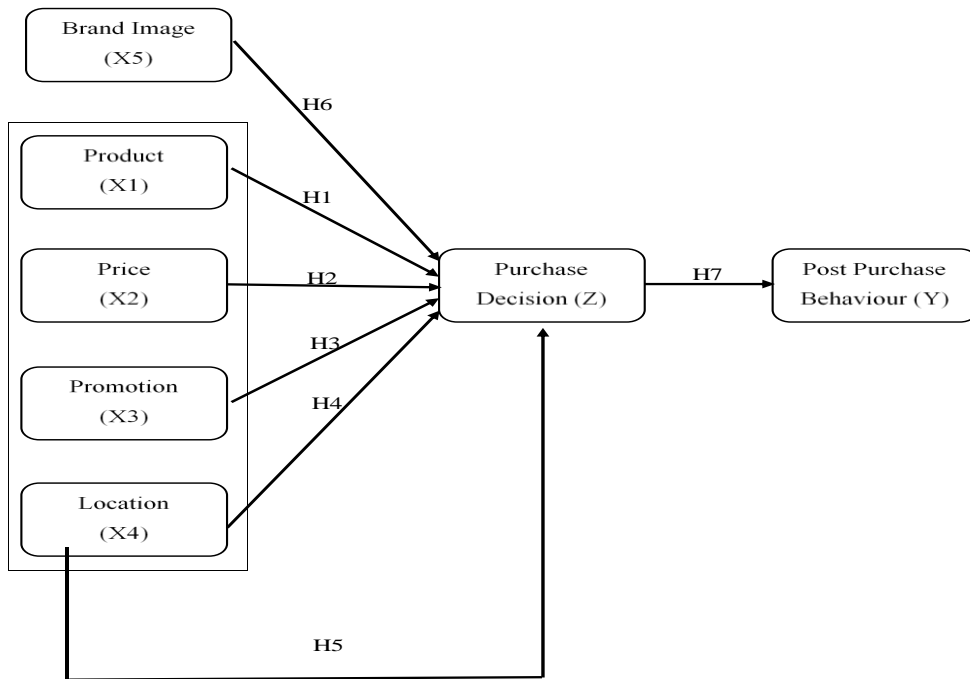 Brand Image
(X5)
H6
Product
(X1)
H1
Price
(X2)
H2
Purchase
Decision (Z)
H7
Post Purchase
Behaviour (Y)
Promotion
(X3)
H3
H4
Location
(X4)
H5